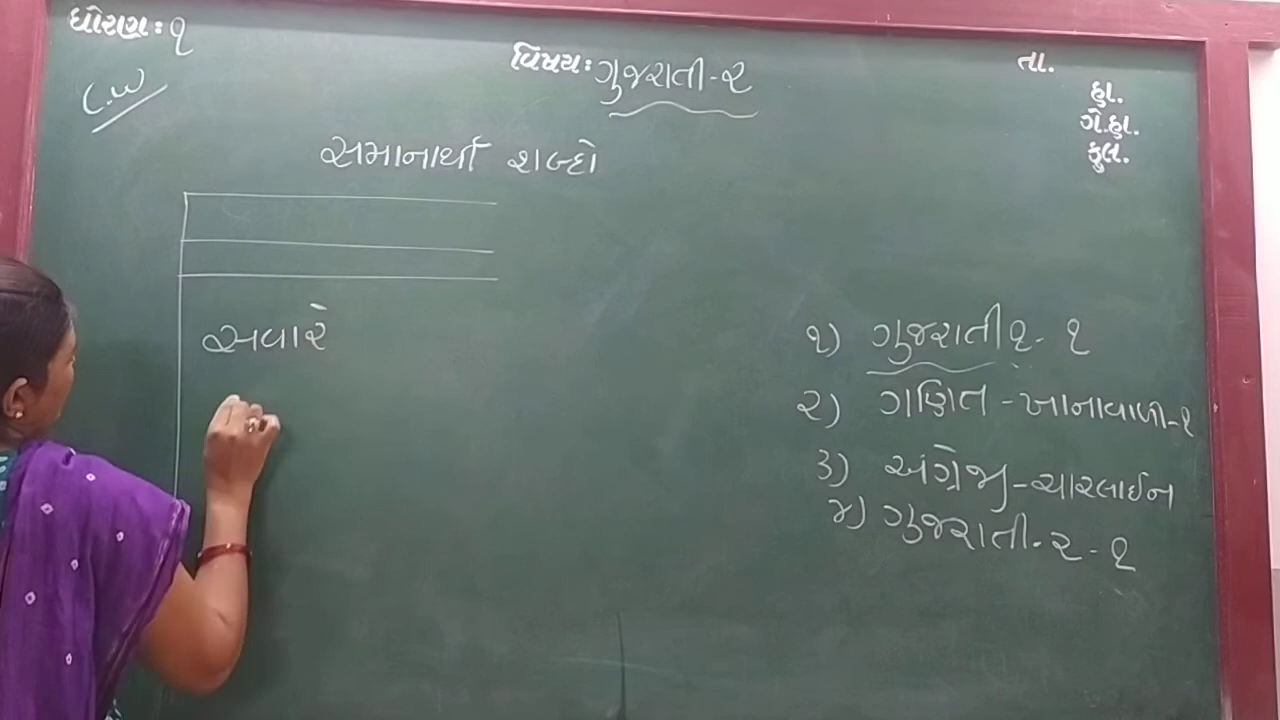 ધોરણ: ૧
વિષય: ગુજરાતી-૨
તા.
હા.
ગે.હા.
કુલ.
C.W
સમાનાર્થી શબ્દો
સવારે
૧) ગુજરાતી ૧- ૧
૨) ગણિત - ખાનાવાળી-૧
૩) અંગ્રેજી-ચારલાઈન
૪) ગુજરાતી-૨-૧